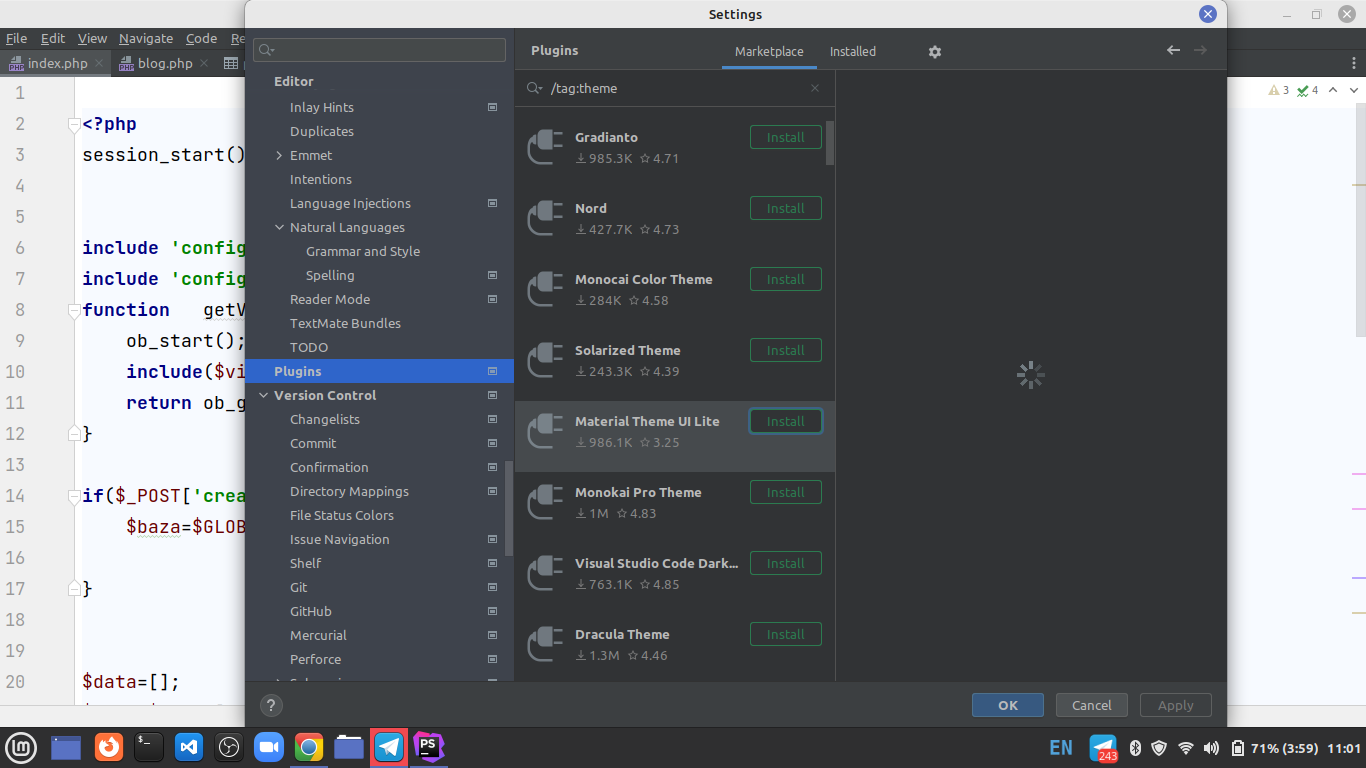 Settings
File Edit View Navigate Code Re
index.php
blog.php
3 4
1
2 <?php
3 session_start()
4
5
6 include 'config
7 include 'config
8 function getV
9 ob_start();
10 include($vi
11 return ob_g
12 }
13
14 if($_POST['crea
15 $baza=$GLOB
16
17 }
18
19
20 $data=[];
Editor
Inlay Hints
Duplicates
Emmet
Intentions
Language Injections
Natural Languages
Grammar and Style
Spelling
Reader Mode
TextMate Bundles
TODO
Plugins
Version Control
Changelists
Commit
Confirmation
Directory Mappings
File Status Colors
Issue Navigation
Shelf
Git
GitHub
Mercurial
Perforce
Plugins Marketplace Installed
/tag:theme
Gradianto Install
985.3K 4.71
Nord Install
427.7K 4.73
Monocai Color Theme Install
284K 4.58
Solarized Theme Install
243.3K 4.39
Material Theme UI Lite Install
986.1K 3.25
Monokai Pro Theme Install
1M 4.83
Visual Studio Code Dark... Install
763.1K 4.85
Dracula Theme Install
1.3M 4.46
? OK Cancel Apply
$_
PS
EN 243 71% (3:59) 11:01